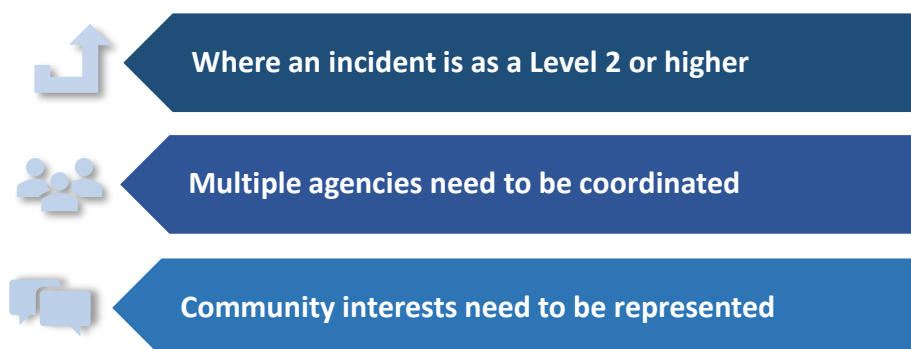 Where an incident is as a Level 2 or higher
Multiple agencies need to be coordinated
Community interests need to be represented